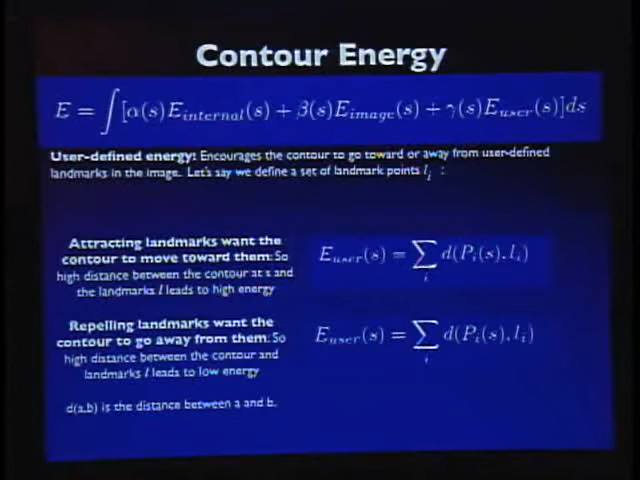 Contour Energy
E = ∫[α(s)E_internal(s) + β(s)E_image(s) + γ(s)E_user(s)]ds
User-defined energy: Encourages the contour to go toward or away from user-defined
landmarks in the image. Let's say we define a set of landmark points l_i :
Attracting landmarks want the
contour to move toward them: So
high distance between the contour at s and
the landmarks l leads to high energy
E_user(s) = ∑_i d(P_i(s), l_i)
Repelling landmarks want the
contour to go away from them: So
high distance between the contour and
landmarks l leads to low energy
E_user(s) = ∑_i d(P_i(s), l_i)
d(a,b) is the distance between a and b.